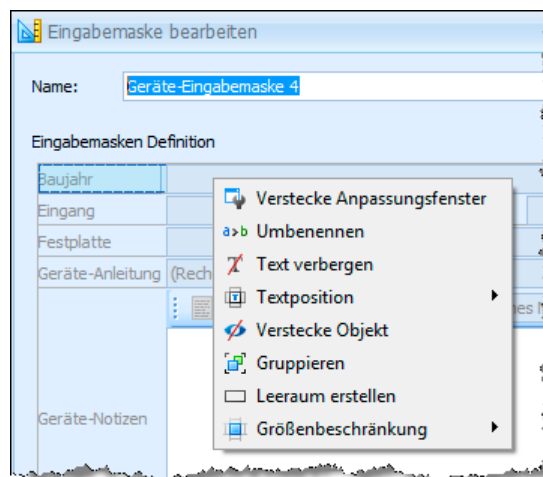 Eingabemaske bearbeiten
Name: Geräte-Eingabemaske 4
Eingabemasken Definition
Baujahr
Eingang
Festplatte
Geräte-Anleitung
Geräte-Notizen
Verstecke Anpassungsfenster
a>b Umbenennen
Text verbergen
Textposition
Verstecke Objekt
Gruppieren
Leeraum erstellen
Größenbeschränkung